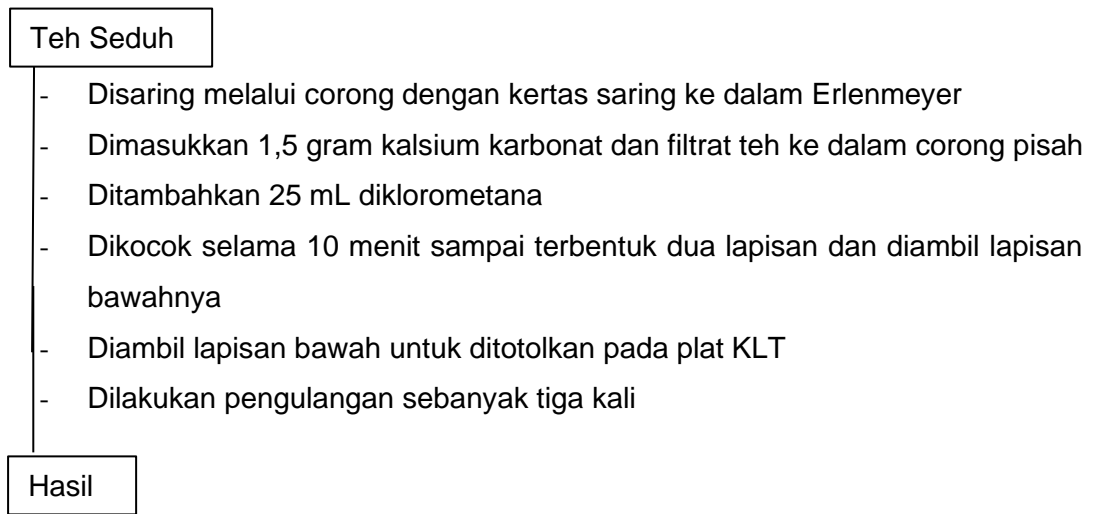 Teh Seduh
- Disaring melalui corong dengan kertas saring ke dalam Erlenmeyer
- Dimasukkan 1,5 gram kalsium karbonat dan filtrat teh ke dalam corong pisah
- Ditambahkan 25 mL diklorometana
- Dikocok selama 10 menit sampai terbentuk dua lapisan dan diambil lapisan
bawahnya
- Diambil lapisan bawah untuk ditotolkan pada plat KLT
- Dilakukan pengulangan sebanyak tiga kali
Hasil